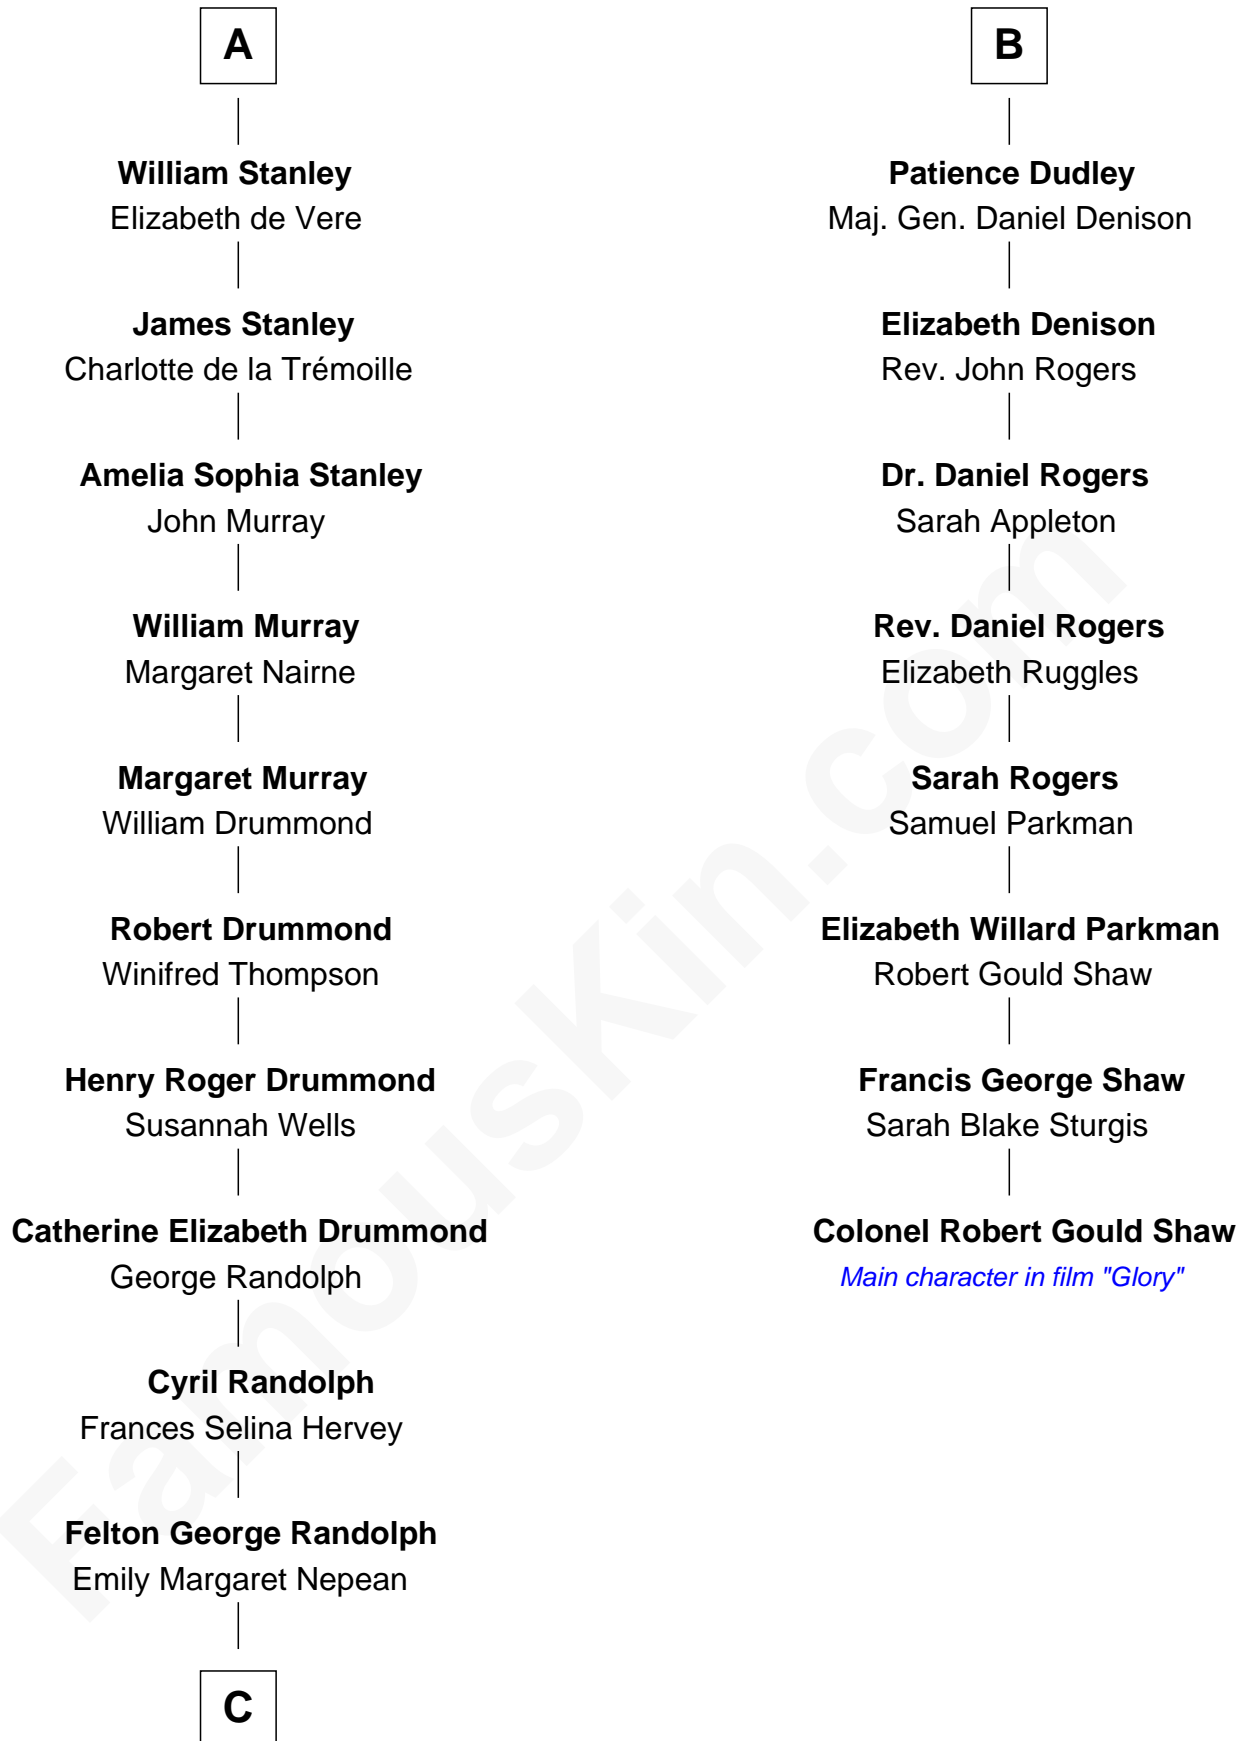 A
William Stanley
Elizabeth de Vere
James Stanley
Charlotte de la Trémoille
Amelia Sophia Stanley
John Murray
William Murray
Margaret Nairne
Margaret Murray
William Drummond
Robert Drummond
Winifred Thompson
Henry Roger Drummond
Susannah Wells
Catherine Elizabeth Drummond
George Randolph
Cyril Randolph
Frances Selina Hervey
Felton George Randolph
Emily Margaret Nepean
C
B
Patience Dudley
Maj. Gen. Daniel Denison
Elizabeth Denison
Rev. John Rogers
Dr. Daniel Rogers
Sarah Appleton
Rev. Daniel Rogers
Elizabeth Ruggles
Sarah Rogers
Samuel Parkman
Elizabeth Willard Parkman
Robert Gould Shaw
Francis George Shaw
Sarah Blake Sturgis
Colonel Robert Gould Shaw
Main character in film "Glory"
FamousKin.com